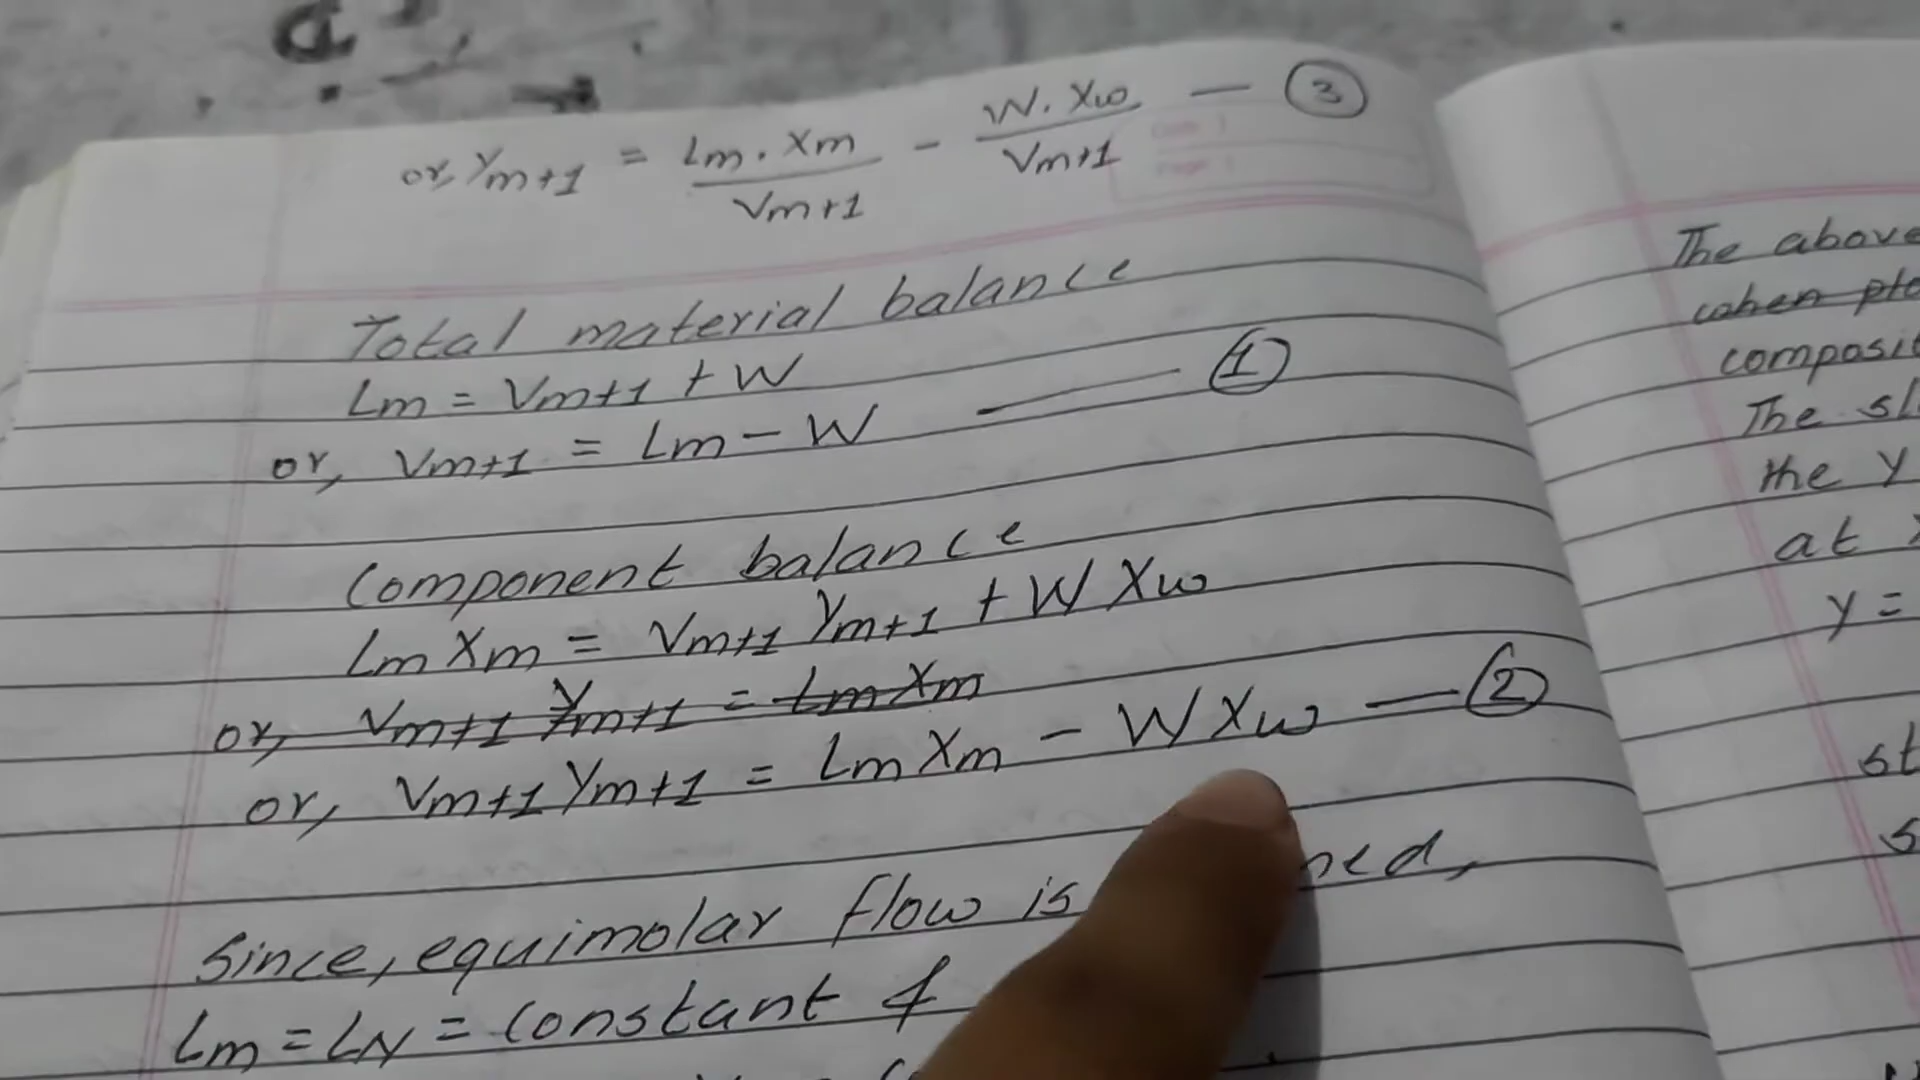 or, Ym+1 = Lm . Xm / Vm+1 - W. Xw / Vm+1 — 3
Total material balance
Lm = Vm+1 + W
or, Vm+1 = Lm - W — 1
Component balance
Lm Xm = Vm+1 Ym+1 + W Xw
or, Vm+1 Ym+1 = Lm Xm
or, Vm+1 Ym+1 = Lm Xm - W Xw — 2
Since, equimolar flow is
Lm = LN = constant &
The above
when
the Y
at
y =